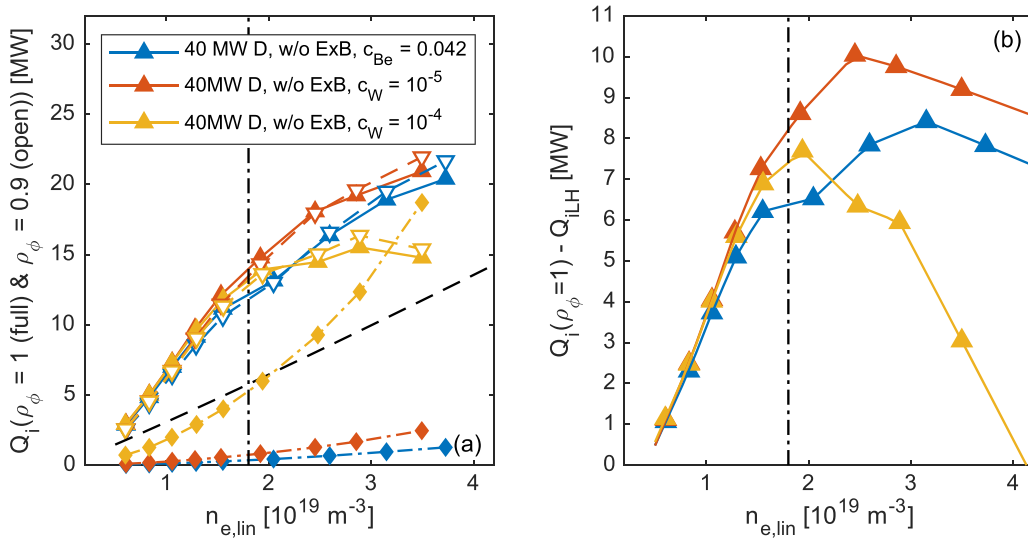 Q_i(ρ_ϕ = 1 (full) & ρ_ϕ = 0.9 (open)) [MW]
30
25
20
15
10
5
0
40 MW D, w/o ExB, c_Be = 0.042
40MW D, w/o ExB, c_W = 10^-5
40MW D, w/o ExB, c_W = 10^-4
(a)
1 2 3 4
n_e,lin [10^19 m^-3]
Q_i(ρ_ϕ=1) - Q_iLH [MW]
11
10
9
8
7
6
5
4
3
2
1
0
(b)
1 2 3 4
n_e,lin [10^19 m^-3]